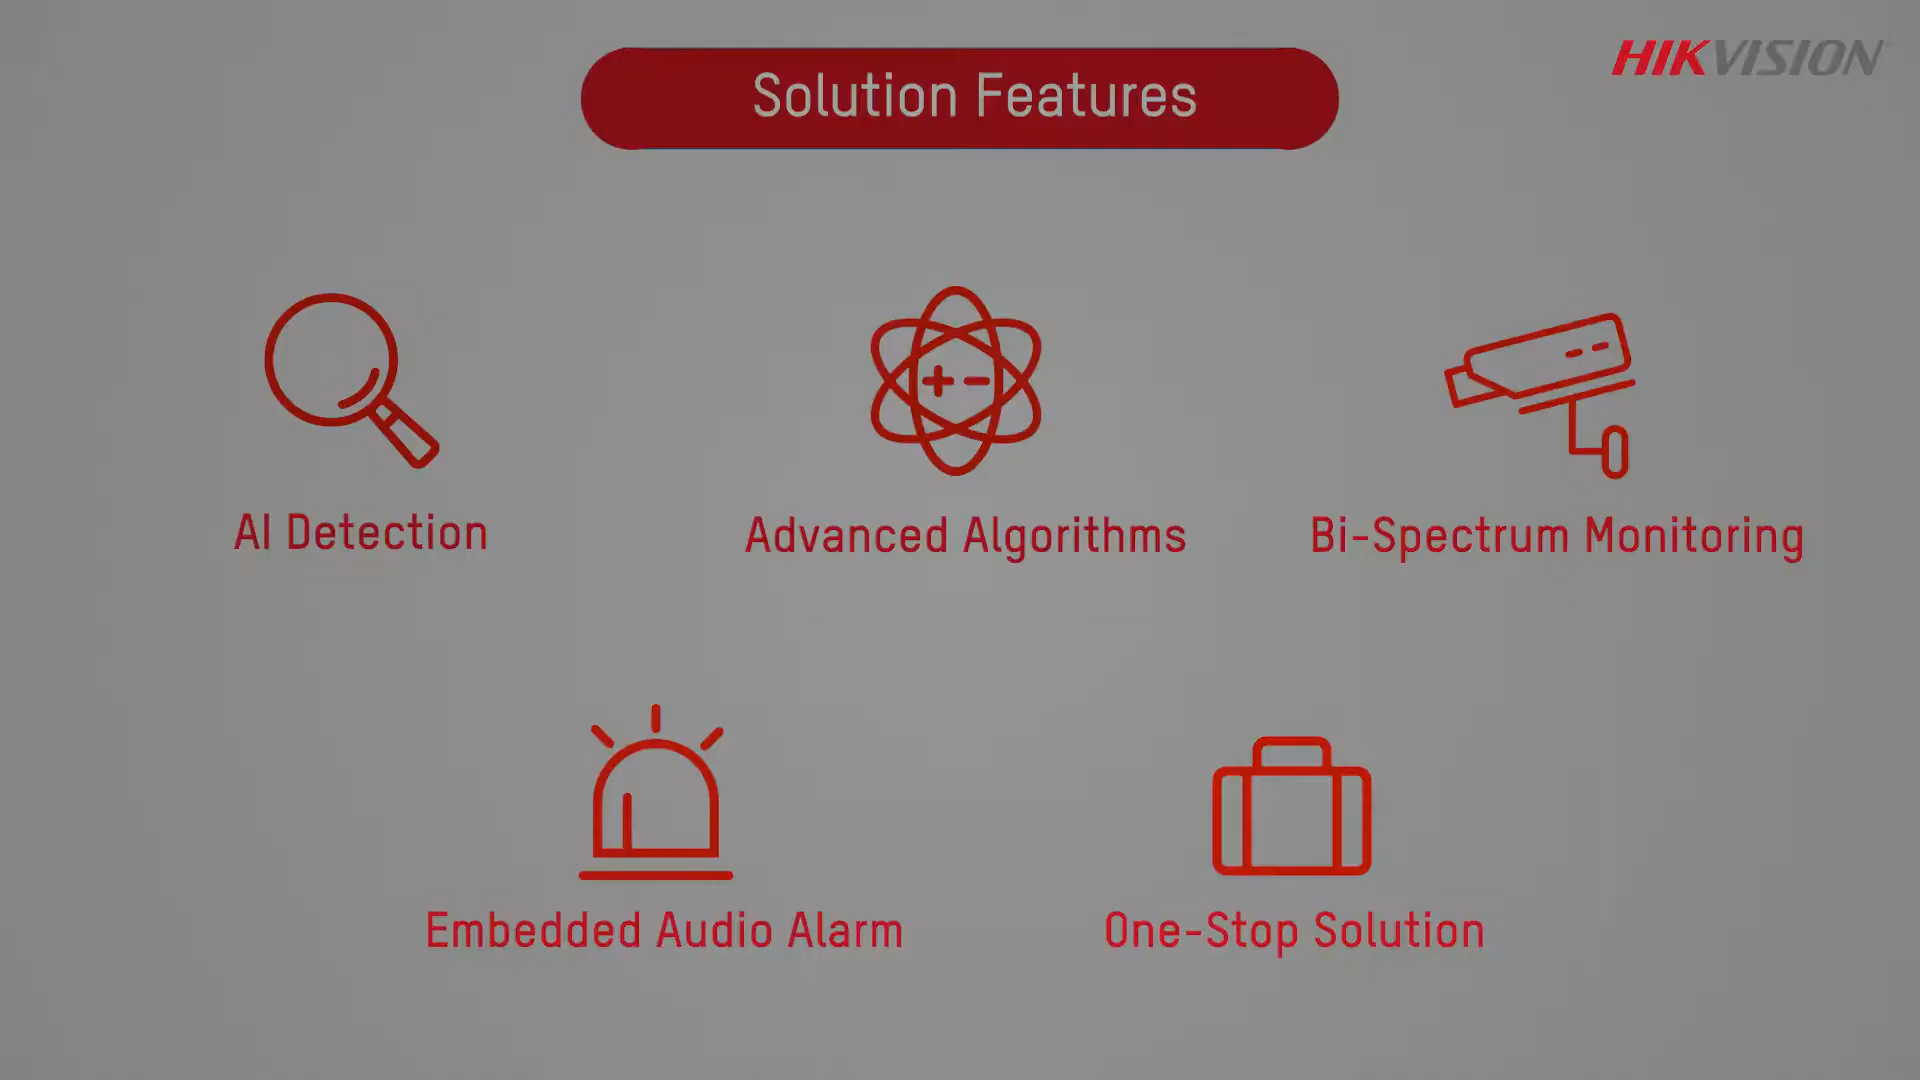 HIKVISION
Solution Features
AI Detection
Advanced Algorithms
Bi-Spectrum Monitoring
Embedded Audio Alarm
One-Stop Solution